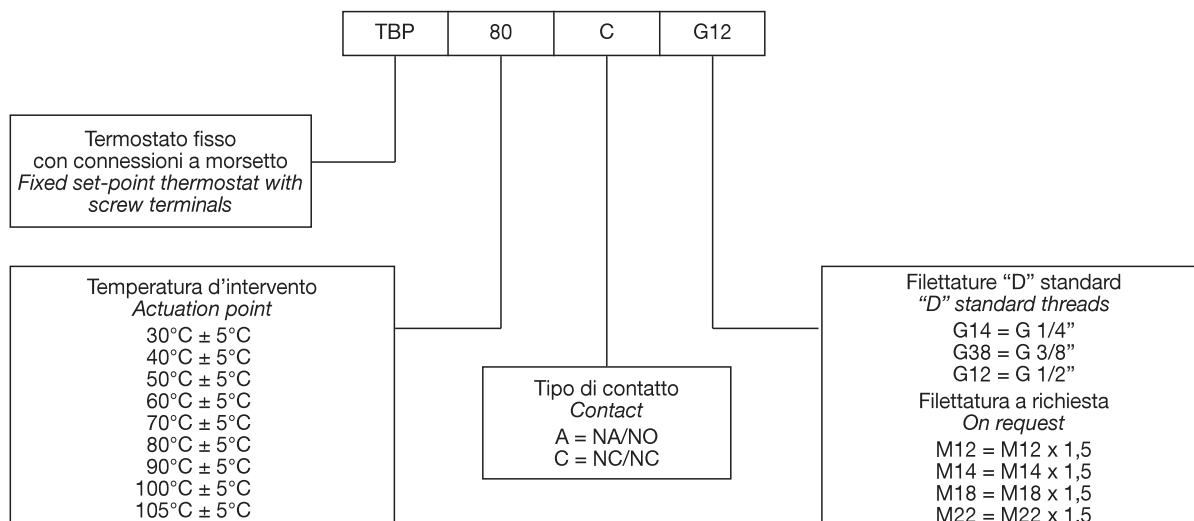 TBP 80 C G12
Termostato fisso
con connessioni a morsetto
Fixed set-point thermostat with
screw terminals
Temperatura d’intervento
Actuation point
30°C ± 5°C
40°C ± 5°C
50°C ± 5°C
60°C ± 5°C
70°C ± 5°C
80°C ± 5°C
90°C ± 5°C
100°C ± 5°C
105°C ± 5°C
Tipo di contatto
Contact
A = NA/NO
C = NC/NC
Filettature “D” standard
“D” standard threads
G14 = G 1/4”
G38 = G 3/8”
G12 = G 1/2”
Filettatura a richiesta
On request
M12 = M12 x 1,5
M14 = M14 x 1,5
M18 = M18 x 1,5
M22 = M22 x 1,5